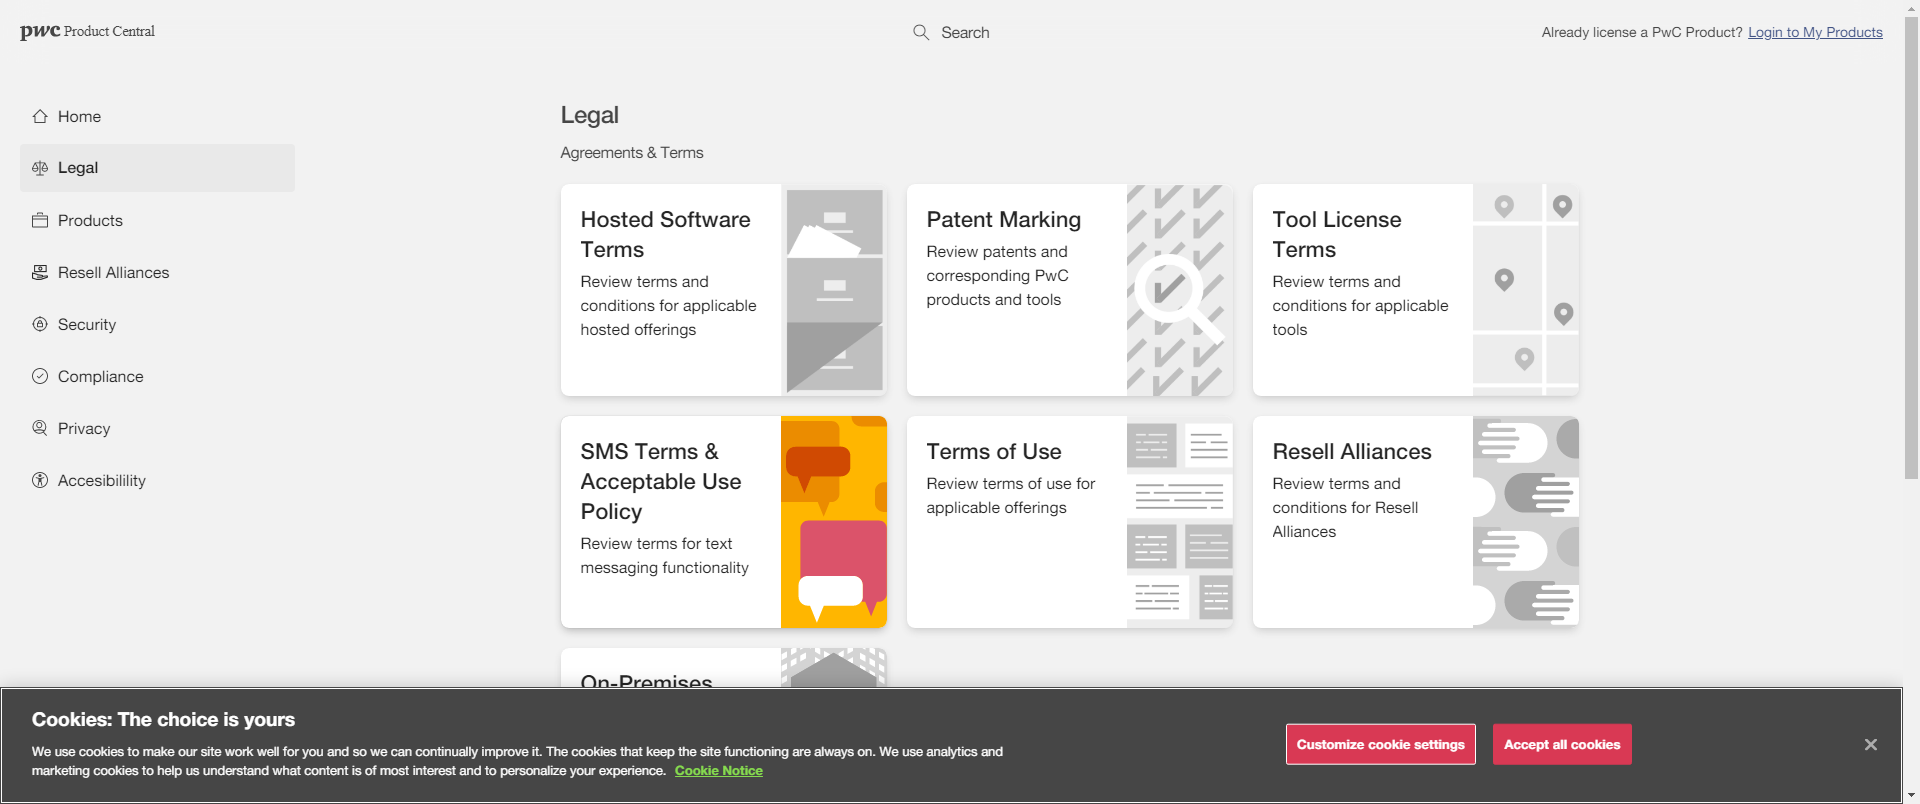 pwc Product Central
Search
Already license a PwC Product? Login to My Products
Home
Legal
Products
Resell Alliances
Security
Compliance
Privacy
Accesibilility
Legal
Agreements & Terms
Hosted Software
Terms
Review terms and
conditions for applicable
hosted offerings
Patent Marking
Review patents and
corresponding PwC
products and tools
Tool License
Terms
Review terms and
conditions for applicable
tools
SMS Terms &
Acceptable Use
Policy
Review terms for text
messaging functionality
Terms of Use
Review terms of use for
applicable offerings
Resell Alliances
Review terms and
conditions for Resell
Alliances
On-Premises
Cookies: The choice is yours
We use cookies to make our site work well for you and so we can continually improve it. The cookies that keep the site functioning are always on. We use analytics and
marketing cookies to help us understand what content is of most interest and to personalize your experience. Cookie Notice
Customize cookie settings
Accept all cookies